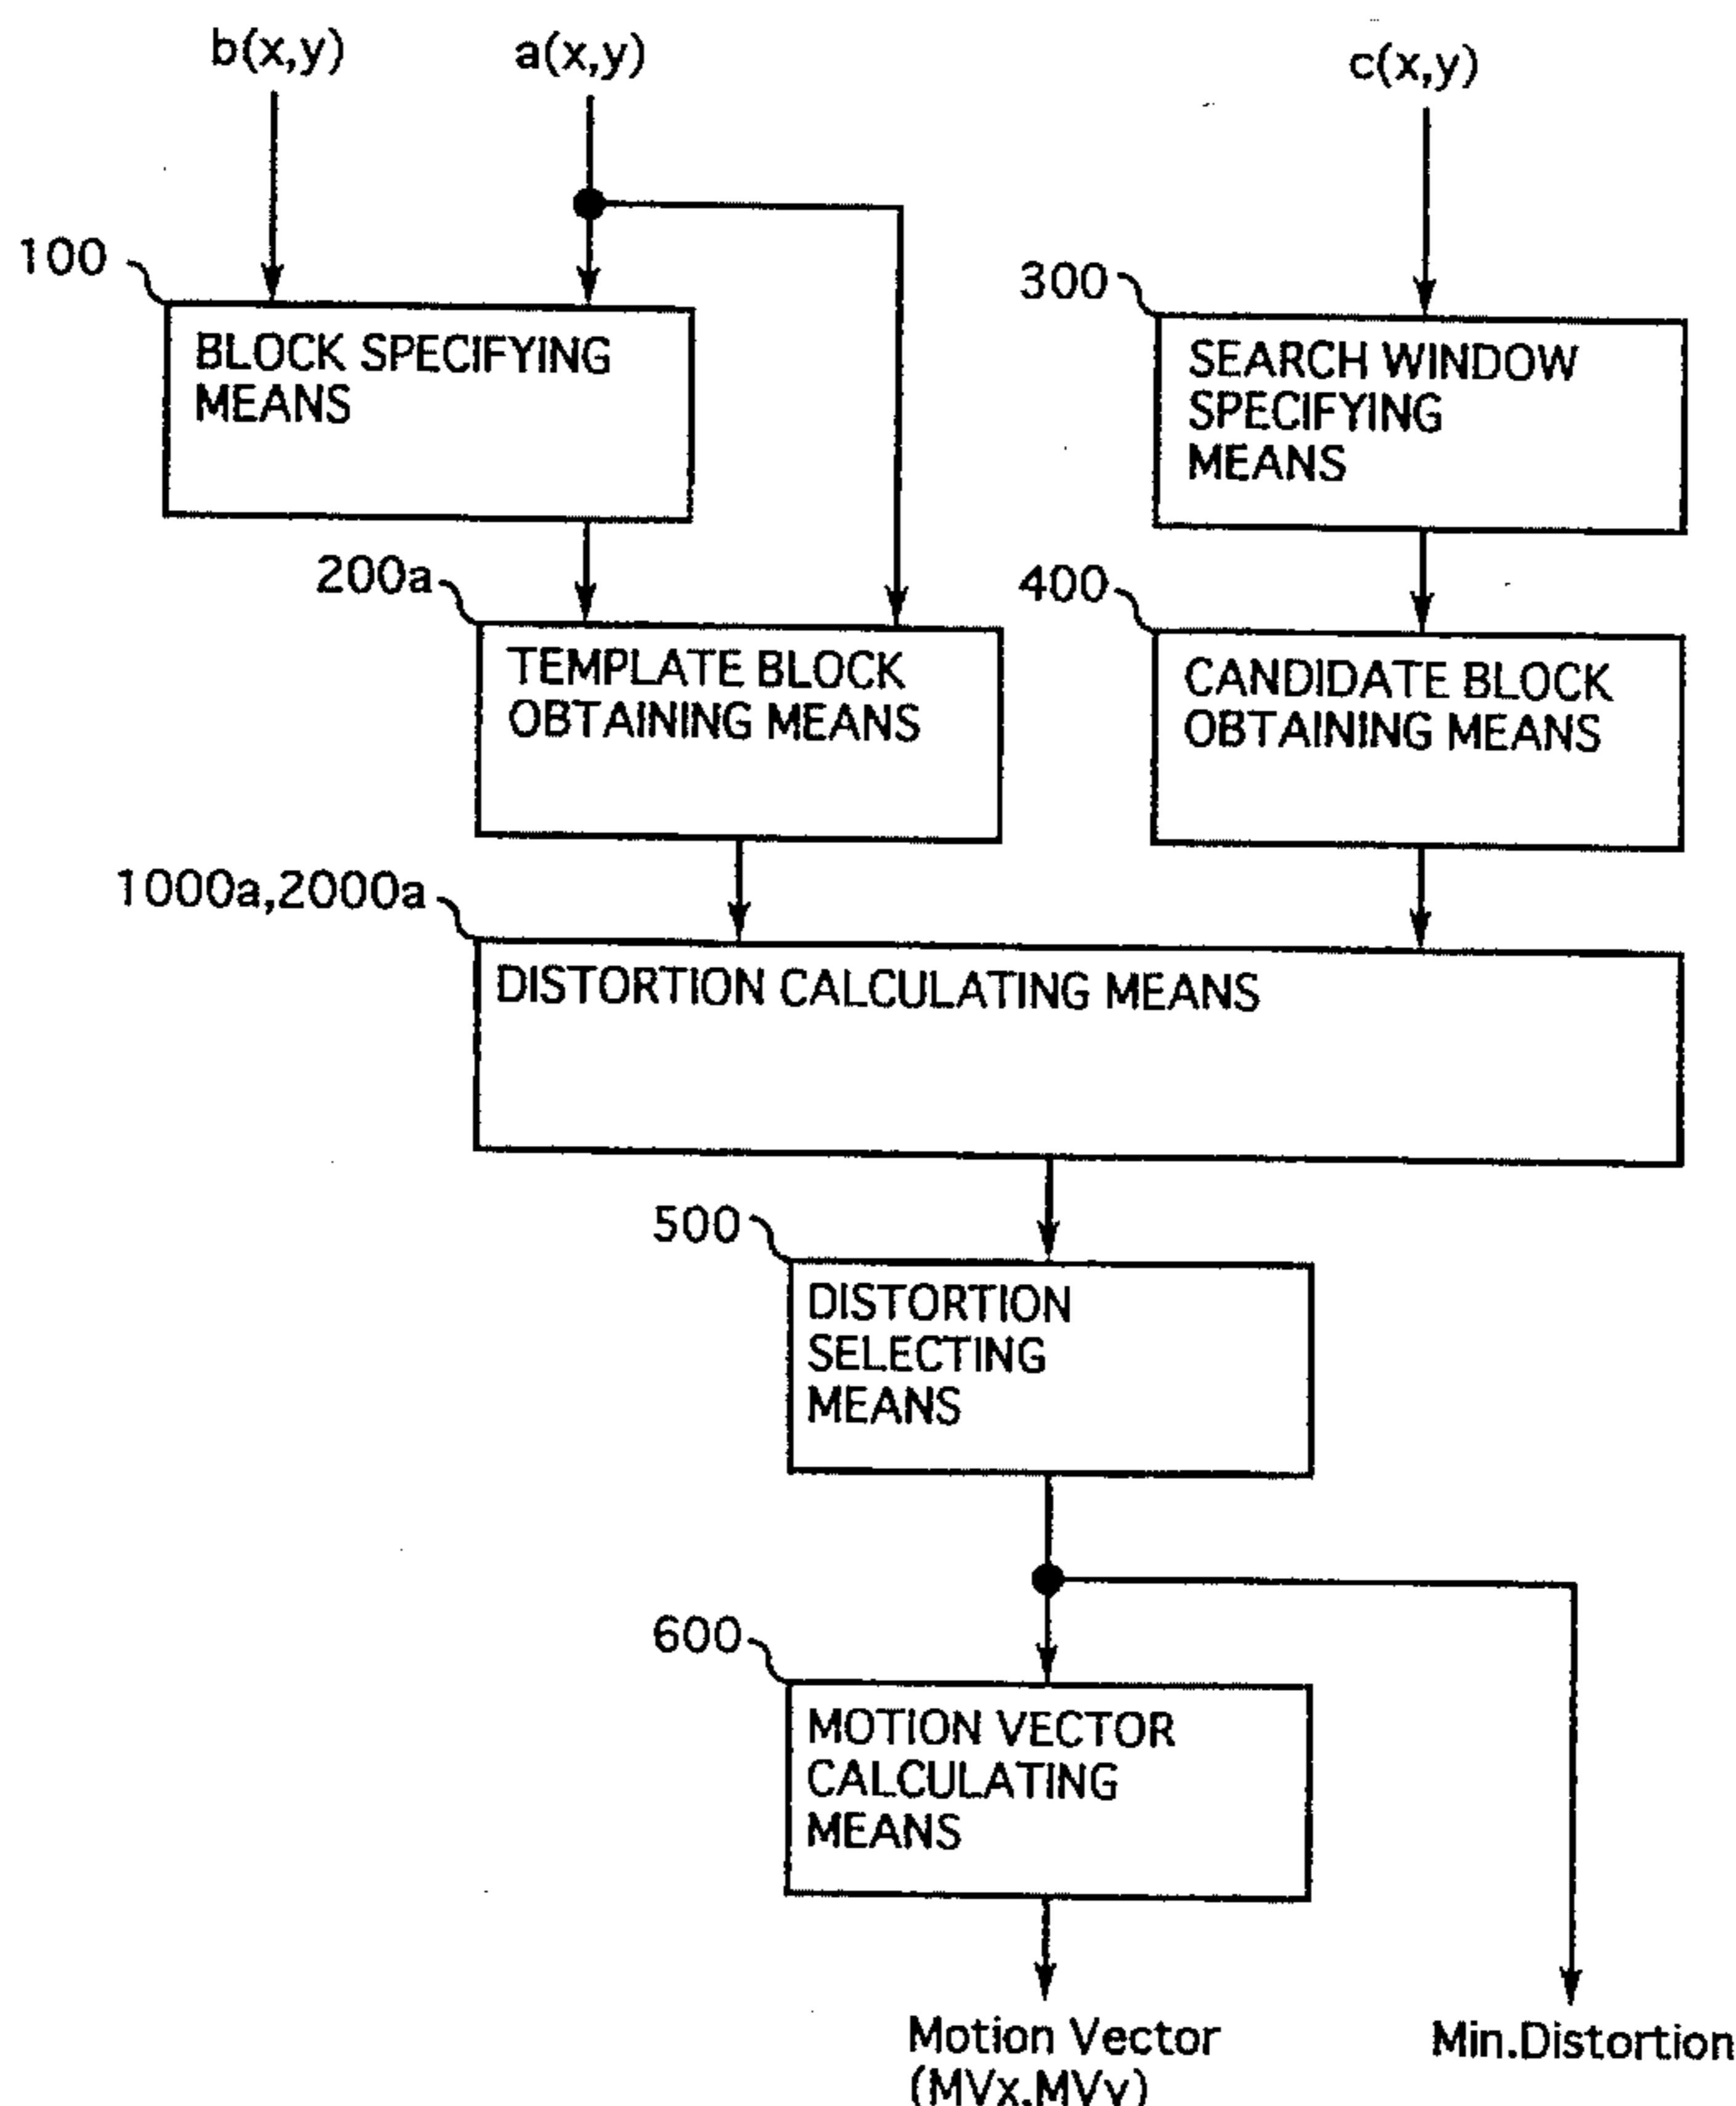 b(x,y)
a(x,y)
c(x,y)
100
BLOCK SPECIFYING
MEANS
300
SEARCH WINDOW
SPECIFYING
MEANS
200a
TEMPLATE BLOCK
OBTAINING MEANS
400
CANDIDATE BLOCK
OBTAINING MEANS
1000a,2000a
DISTORTION CALCULATING MEANS
500
DISTORTION
SELECTING
MEANS
600
MOTION VECTOR
CALCULATING
MEANS
Motion Vector
(MVx,MVy)
Min.Distortion